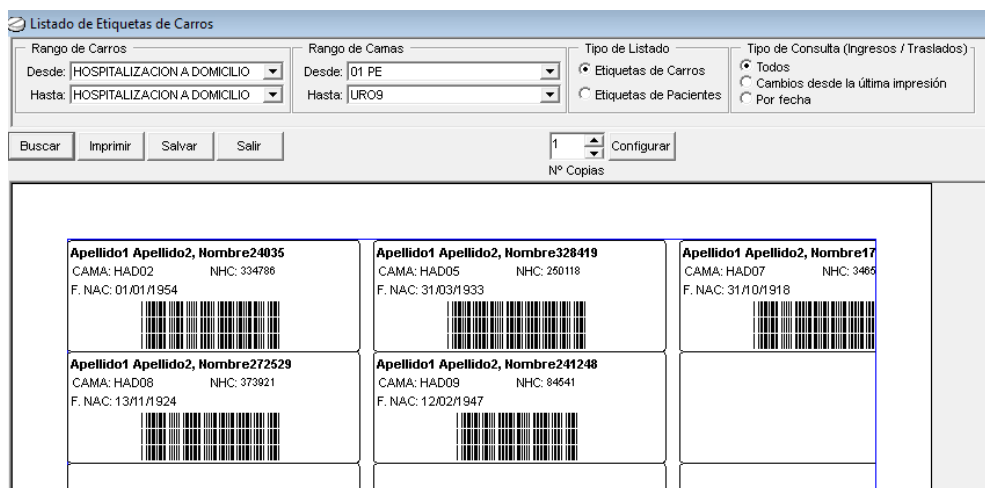 Listado de Etiquetas de Carros
Rango de Carros
Desde: HOSPITALIZACION A DOMICILIO
Hasta: HOSPITALIZACION A DOMICILIO
Rango de Camas
Desde: 01 PE
Hasta: URO9
Tipo de Listado
Etiquetas de Carros
Etiquetas de Pacientes
Tipo de Consulta (Ingresos / Traslados)
Todos
Cambios desde la última impresión
Por fecha
Buscar Imprimir Salvar Salir 1 Configurar
Nº Copias
Apellido1 Apellido2, Nombre24035
CAMA: HAD02 NHC: 334786
F. NAC: 01/01/1954
Apellido1 Apellido2, Nombre328419
CAMA: HAD05 NHC: 250118
F. NAC: 31/03/1933
Apellido1 Apellido2, Nombre17
CAMA: HAD07 NHC: 3465
F. NAC: 31/10/1918
Apellido1 Apellido2, Nombre272529
CAMA: HAD08 NHC: 373921
F. NAC: 13/11/1924
Apellido1 Apellido2, Nombre241248
CAMA: HAD09 NHC: 84541
F. NAC: 12/02/1947